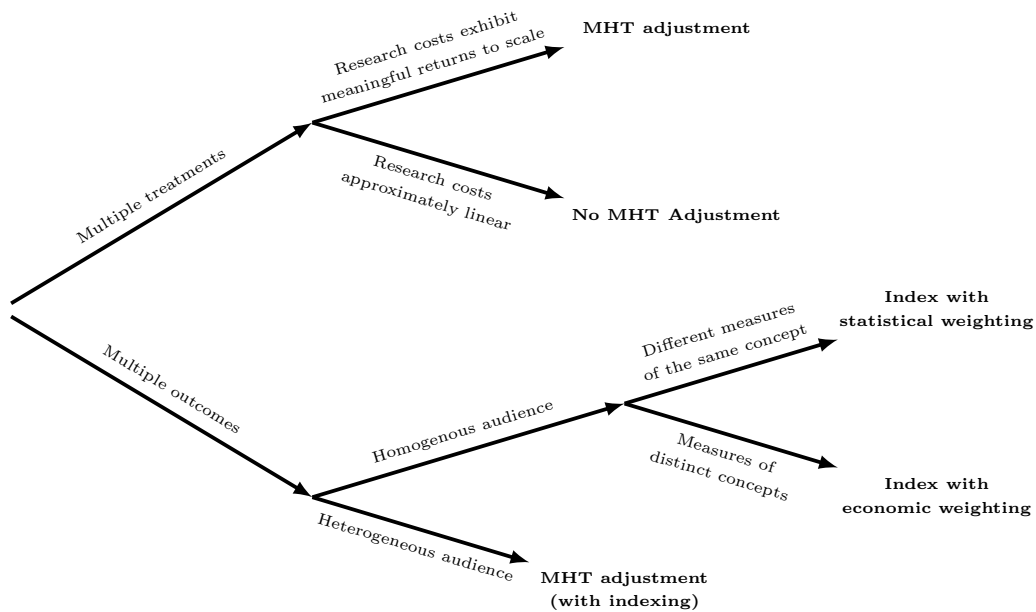 Research costs exhibit
meaningful returns to scale
MHT adjustment
Multiple treatments
Research costs
approximately linear
No MHT Adjustment
Multiple outcomes
Homogenous audience
Different measures
of the same concept
Index with
statistical weighting
Measures of
distinct concepts
Index with
economic weighting
Heterogeneous audience
MHT adjustment
(with indexing)